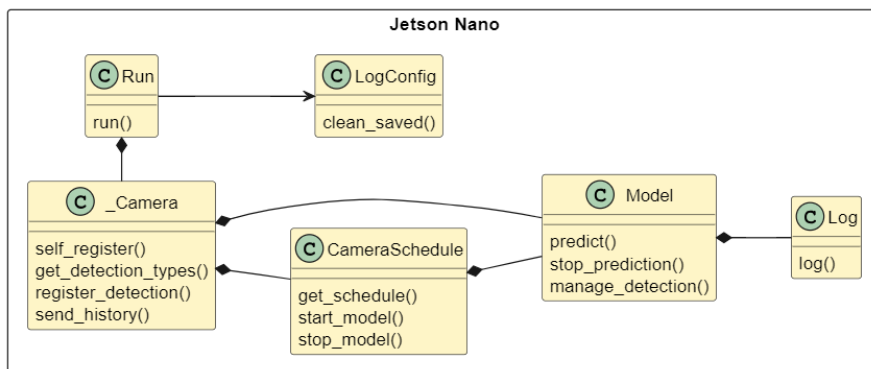 Jetson Nano
C Run
run()
C LogConfig
clean_saved()
C _Camera
self_register()
get_detection_types()
register_detection()
send_history()
C CameraSchedule
get_schedule()
start_model()
stop_model()
C Model
predict()
stop_prediction()
manage_detection()
C Log
log()